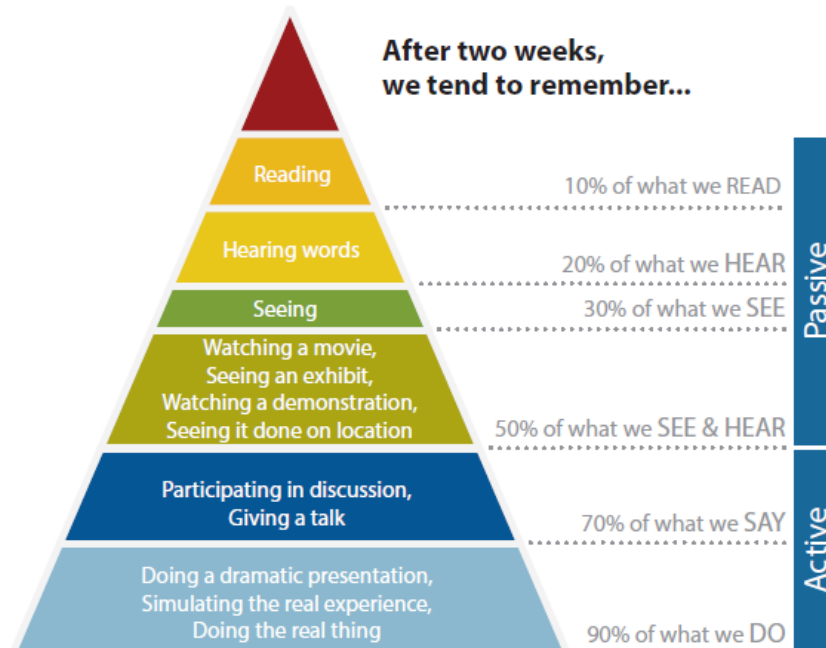 After two weeks,
we tend to remember...
Reading
10% of what we READ
Hearing words
20% of what we HEAR
Seeing
30% of what we SEE
Watching a movie,
Seeing an exhibit,
Watching a demonstration,
Seeing it done on location
50% of what we SEE & HEAR
Passive
Participating in discussion,
Giving a talk
70% of what we SAY
Doing a dramatic presentation,
Simulating the real experience,
Doing the real thing
90% of what we DO
Active